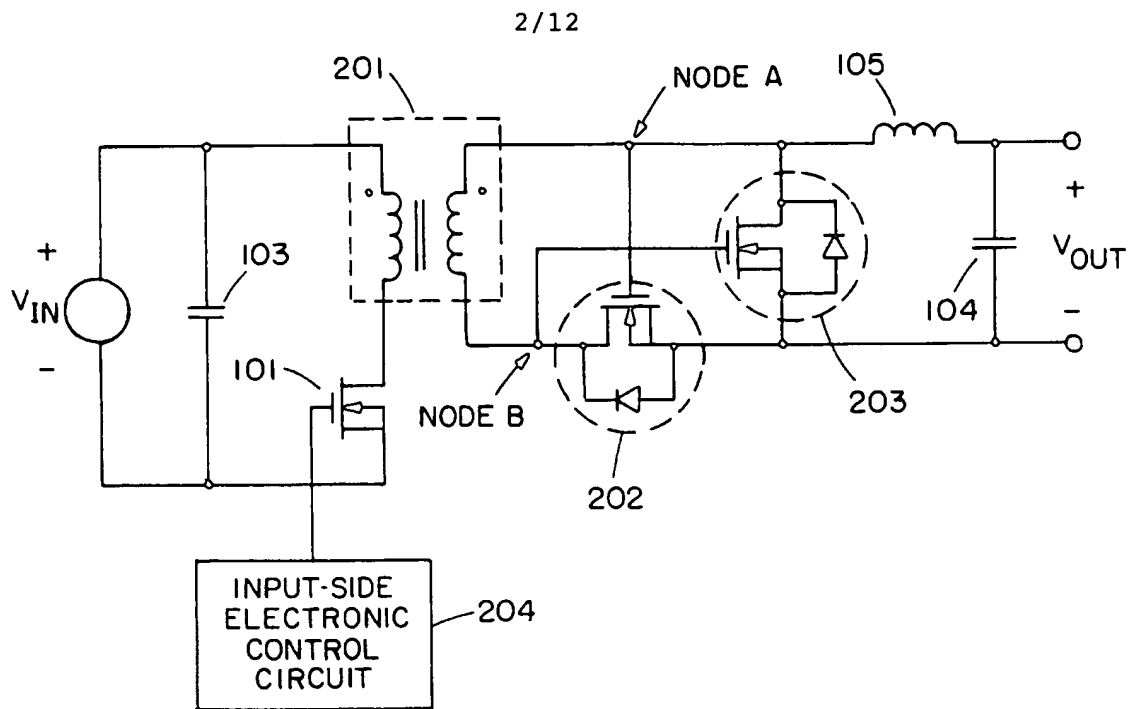 2/12
201
NODE A
105
+
V_IN
-
103
101
NODE B
202
203
104
+
V_OUT
-
INPUT-SIDE
ELECTRONIC
CONTROL
CIRCUIT
204